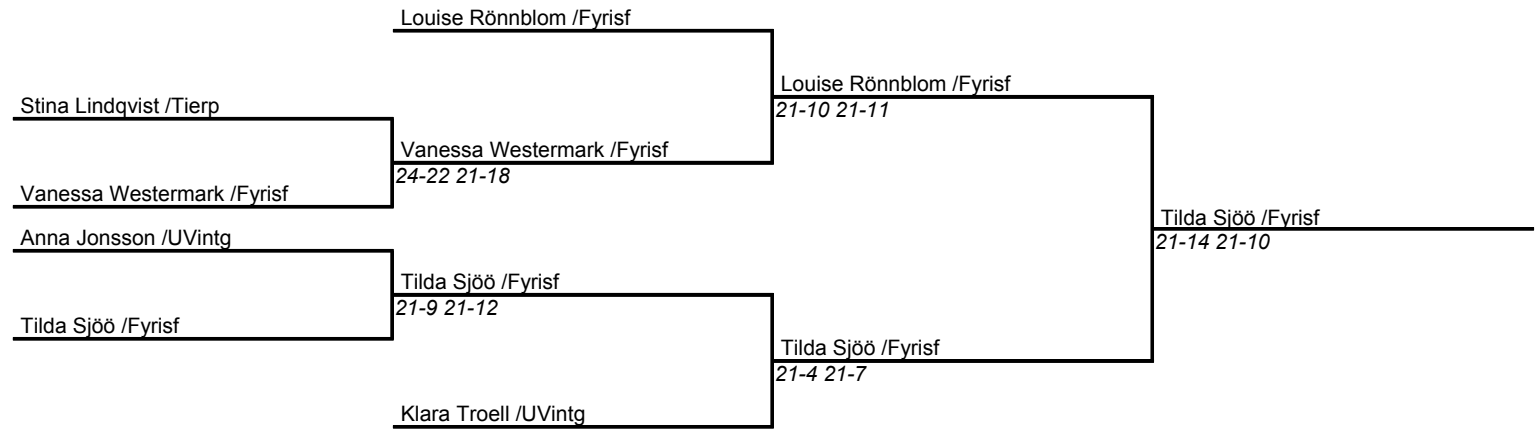 Louise Rönnblom /Fyrisf
Louise Rönnblom /Fyrisf
21-10 21-11
Stina Lindqvist /Tierp
Vanessa Westermark /Fyrisf
24-22 21-18
Vanessa Westermark /Fyrisf
Tilda Sjöö /Fyrisf
21-14 21-10
Anna Jonsson /UVintg
Tilda Sjöö /Fyrisf
21-9 21-12
Tilda Sjöö /Fyrisf
Tilda Sjöö /Fyrisf
21-4 21-7
Klara Troell /UVintg